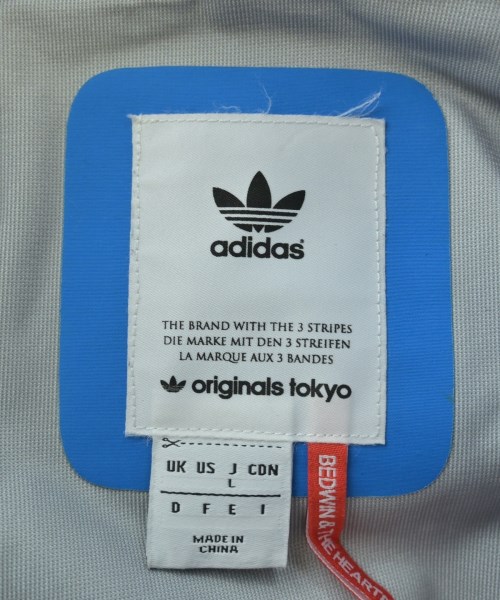 adidas
THE BRAND WITH THE 3 STRIPES
DIE MARKE MIT DEN 3 STREIFEN
LA MARQUE AUX 3 BANDES
originals tokyo
UK US J CDN
L
D F E I
MADE IN
CHINA
BEDWIN & THE HEARTB